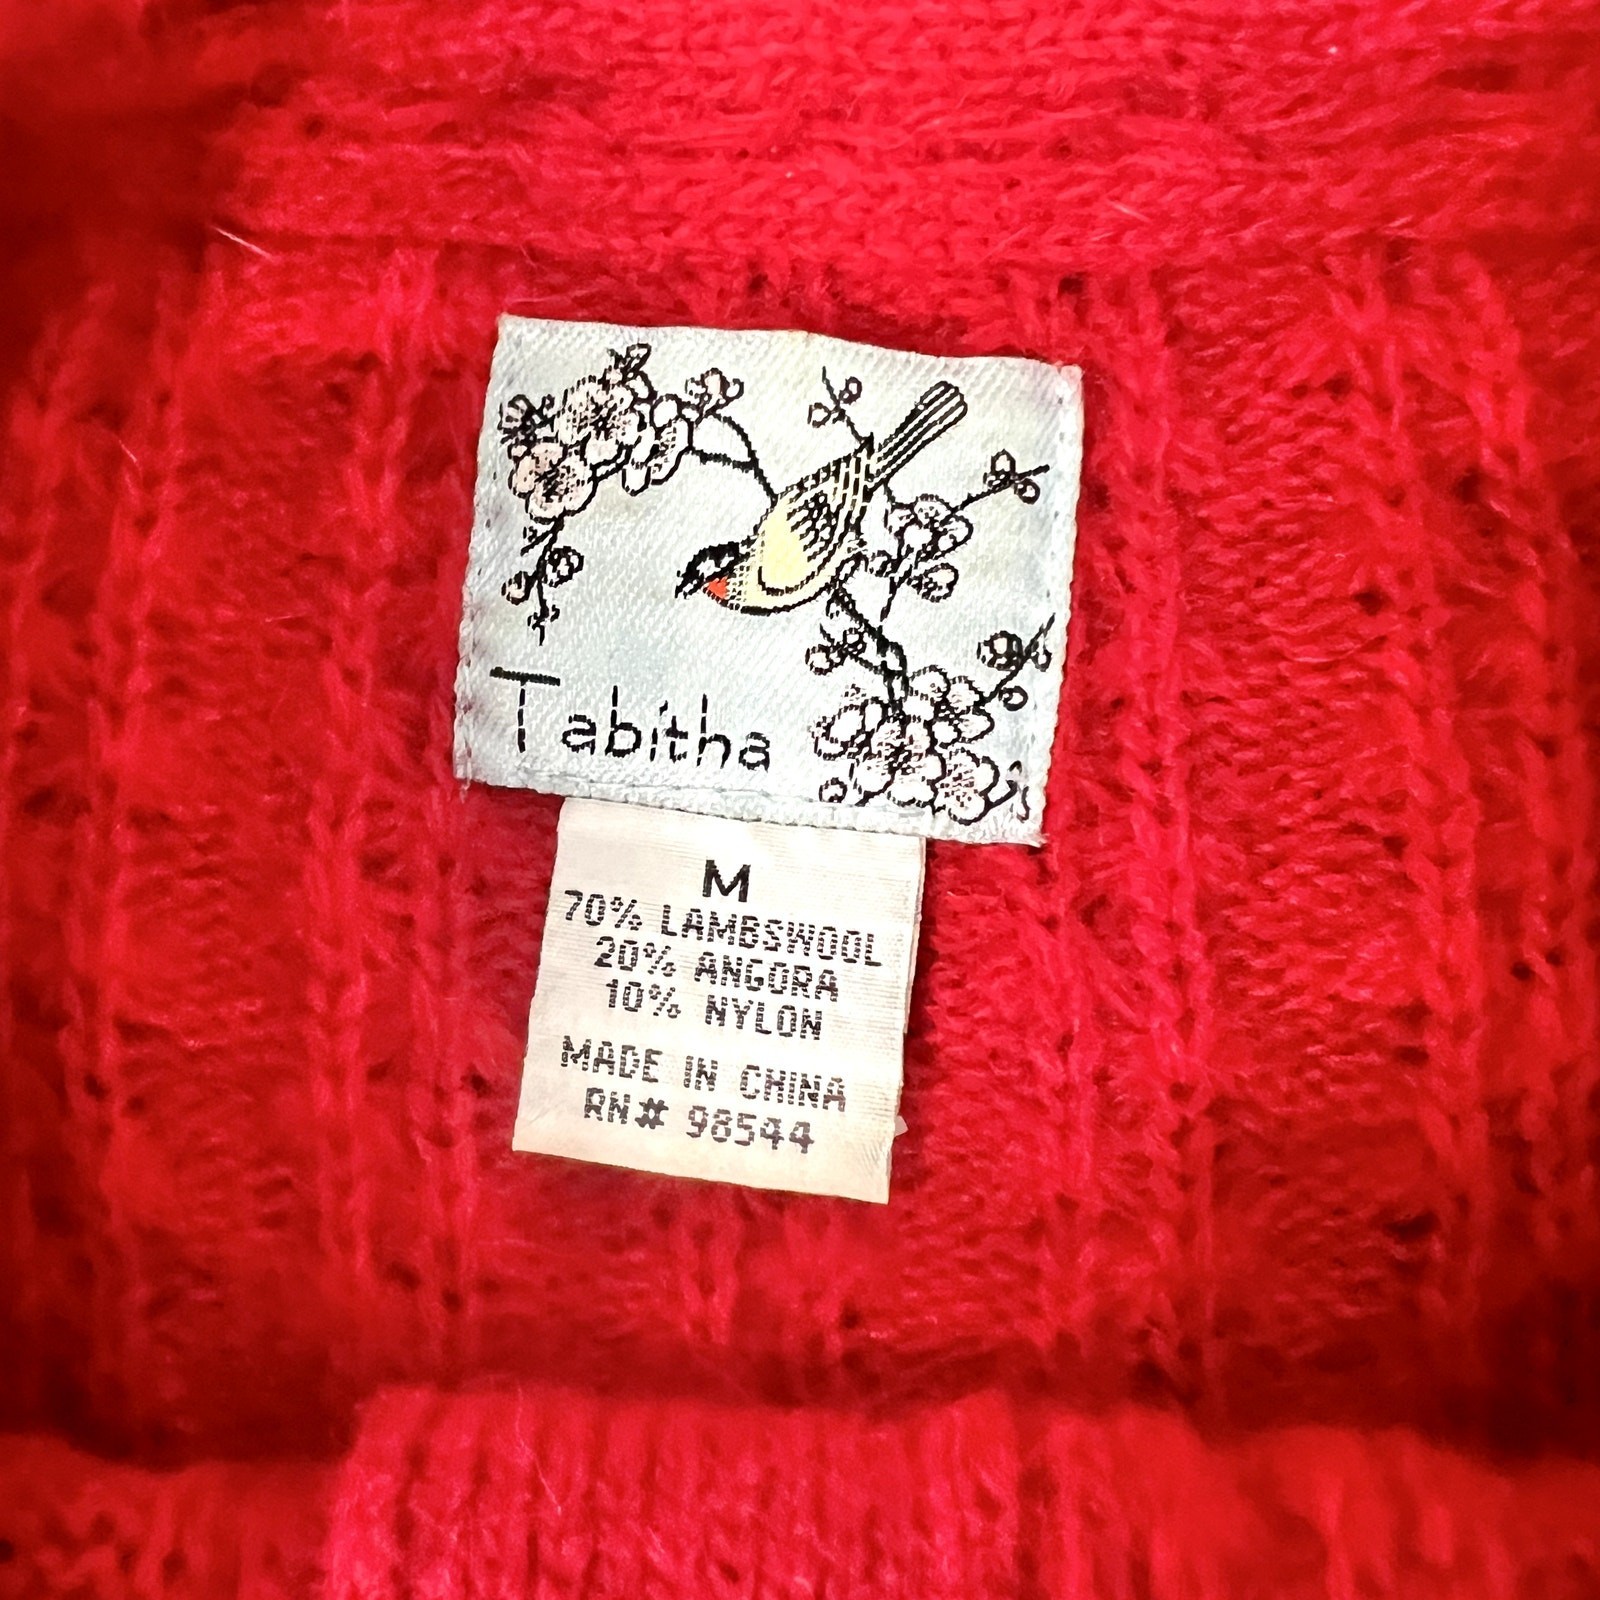 Tabitha
M
70% LAMBSWOOL
20% ANGORA
10% NYLON
MADE IN CHINA
RN# 98544